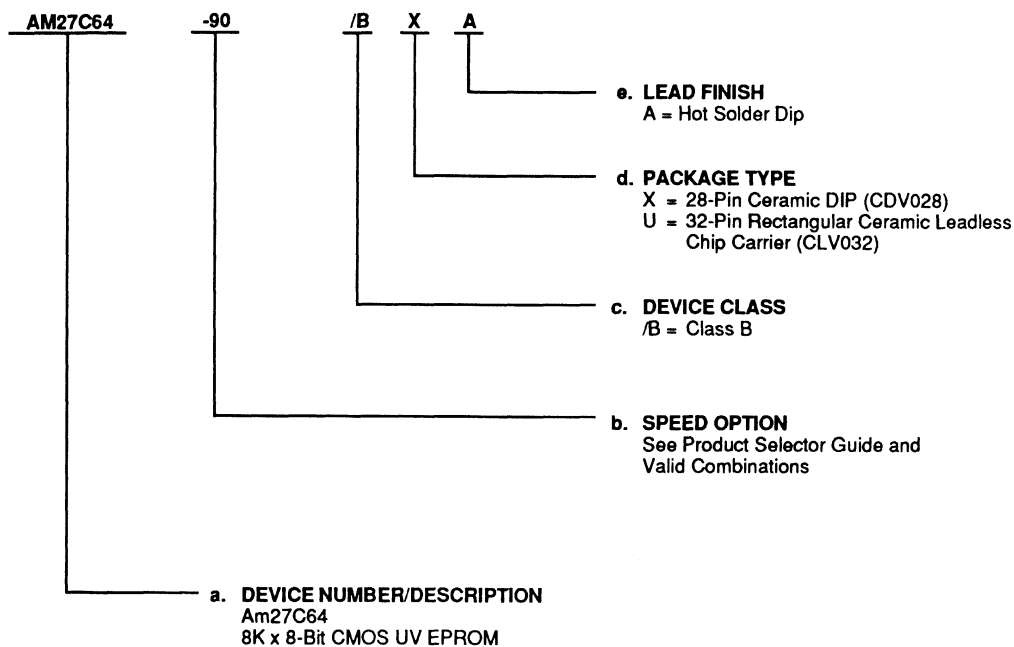 AM27C64 -90 /B X A
e. LEAD FINISH
A = Hot Solder Dip
d. PACKAGE TYPE
X = 28-Pin Ceramic DIP (CDV028)
U = 32-Pin Rectangular Ceramic Leadless
Chip Carrier (CLV032)
c. DEVICE CLASS
/B = Class B
b. SPEED OPTION
See Product Selector Guide and
Valid Combinations
a. DEVICE NUMBER/DESCRIPTION
Am27C64
8K x 8-Bit CMOS UV EPROM